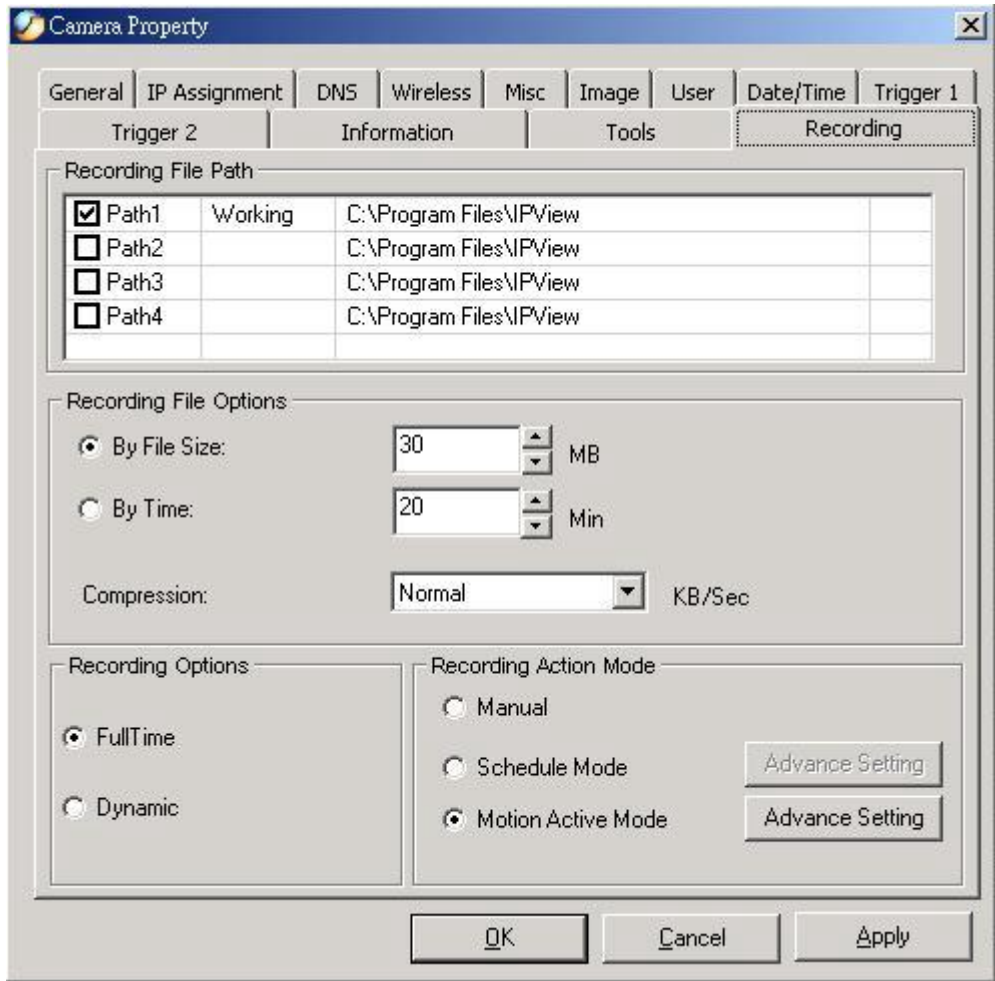 Camera Property
General IP Assignment DNS Wireless Misc Image User Date/Time Trigger 1
Trigger 2 Information Tools Recording
Recording File Path
Path1 Working C:\Program Files\IPView
Path2 C:\Program Files\IPView
Path3 C:\Program Files\IPView
Path4 C:\Program Files\IPView
Recording File Options
By File Size: 30 MB
By Time: 20 Min
Compression: Normal KB/Sec
Recording Options
FullTime
Dynamic
Recording Action Mode
Manual
Schedule Mode Advance Setting
Motion Active Mode Advance Setting
OK Cancel Apply